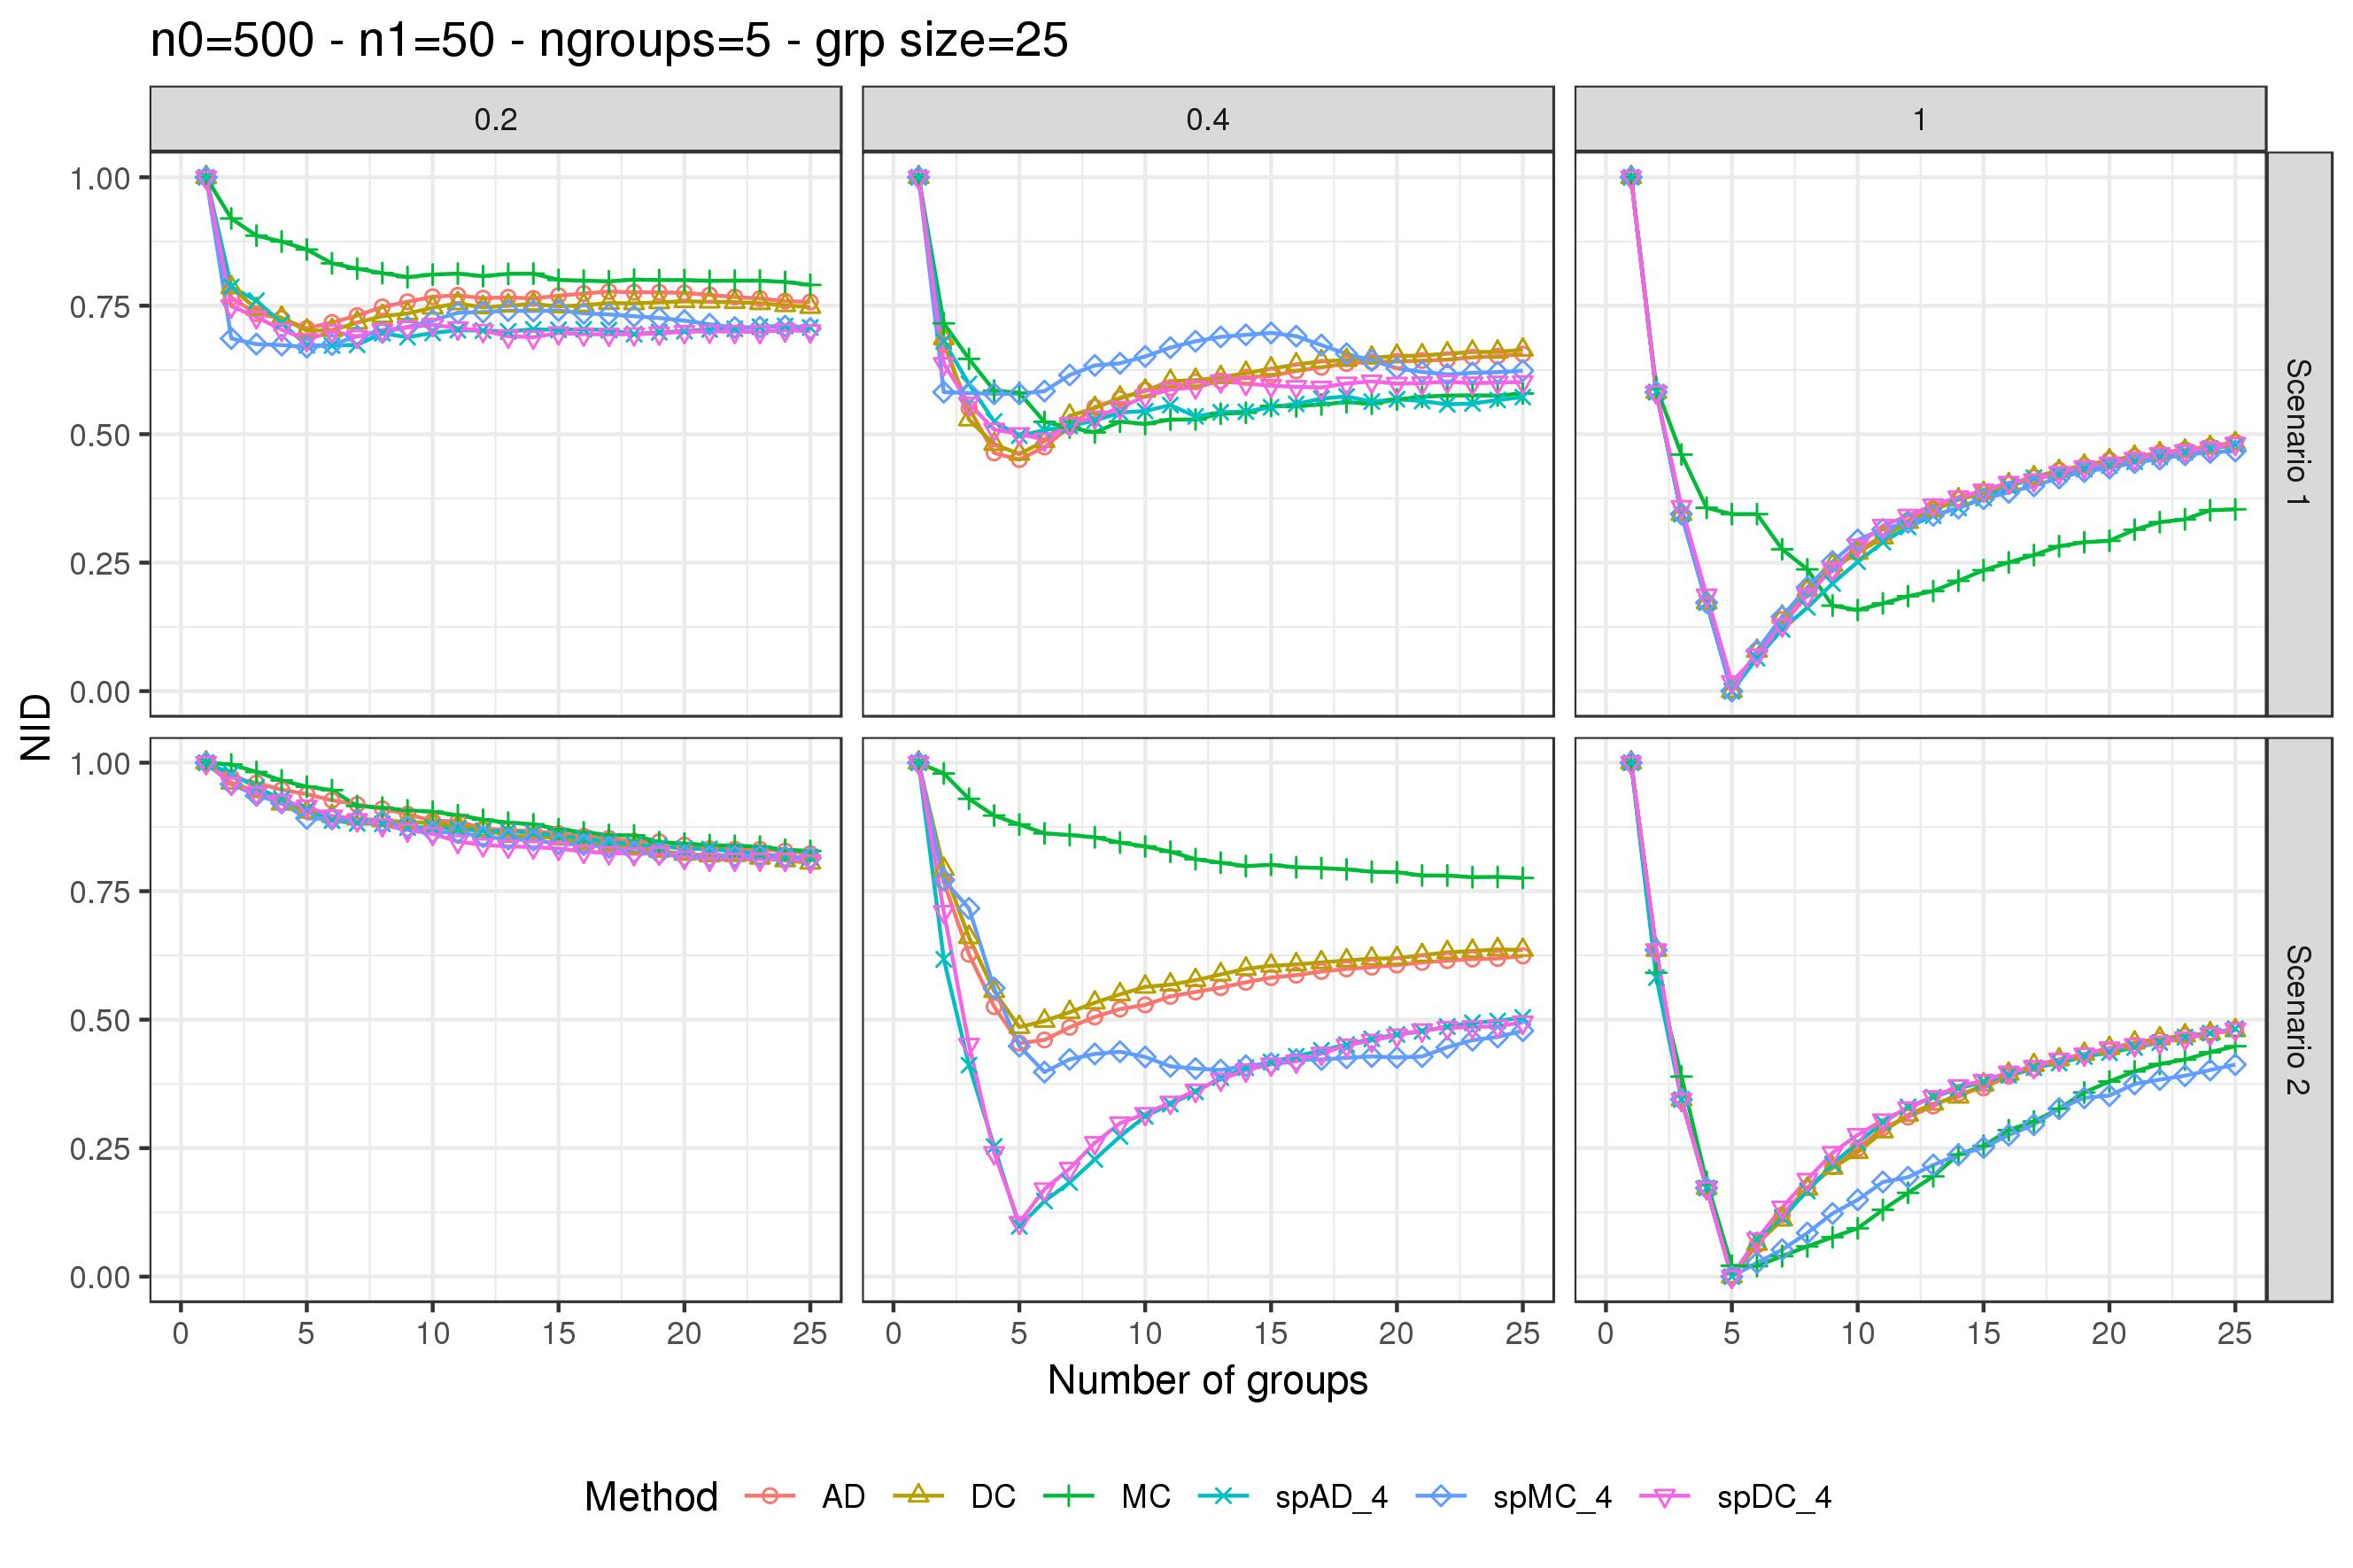 n0=500 - n1=50 - ngroups=5 - grp size=25
0.2 0.4 1
1.00
0.75
0.50
0.25
0.00
Scenario 1
NID
1.00
0.75
0.50
0.25
0.00
Scenario 2
0 5 10 15 20 25 0 5 10 15 20 25 0 5 10 15 20 25
Number of groups
Method AD DC MC spAD_4 spMC_4 spDC_4